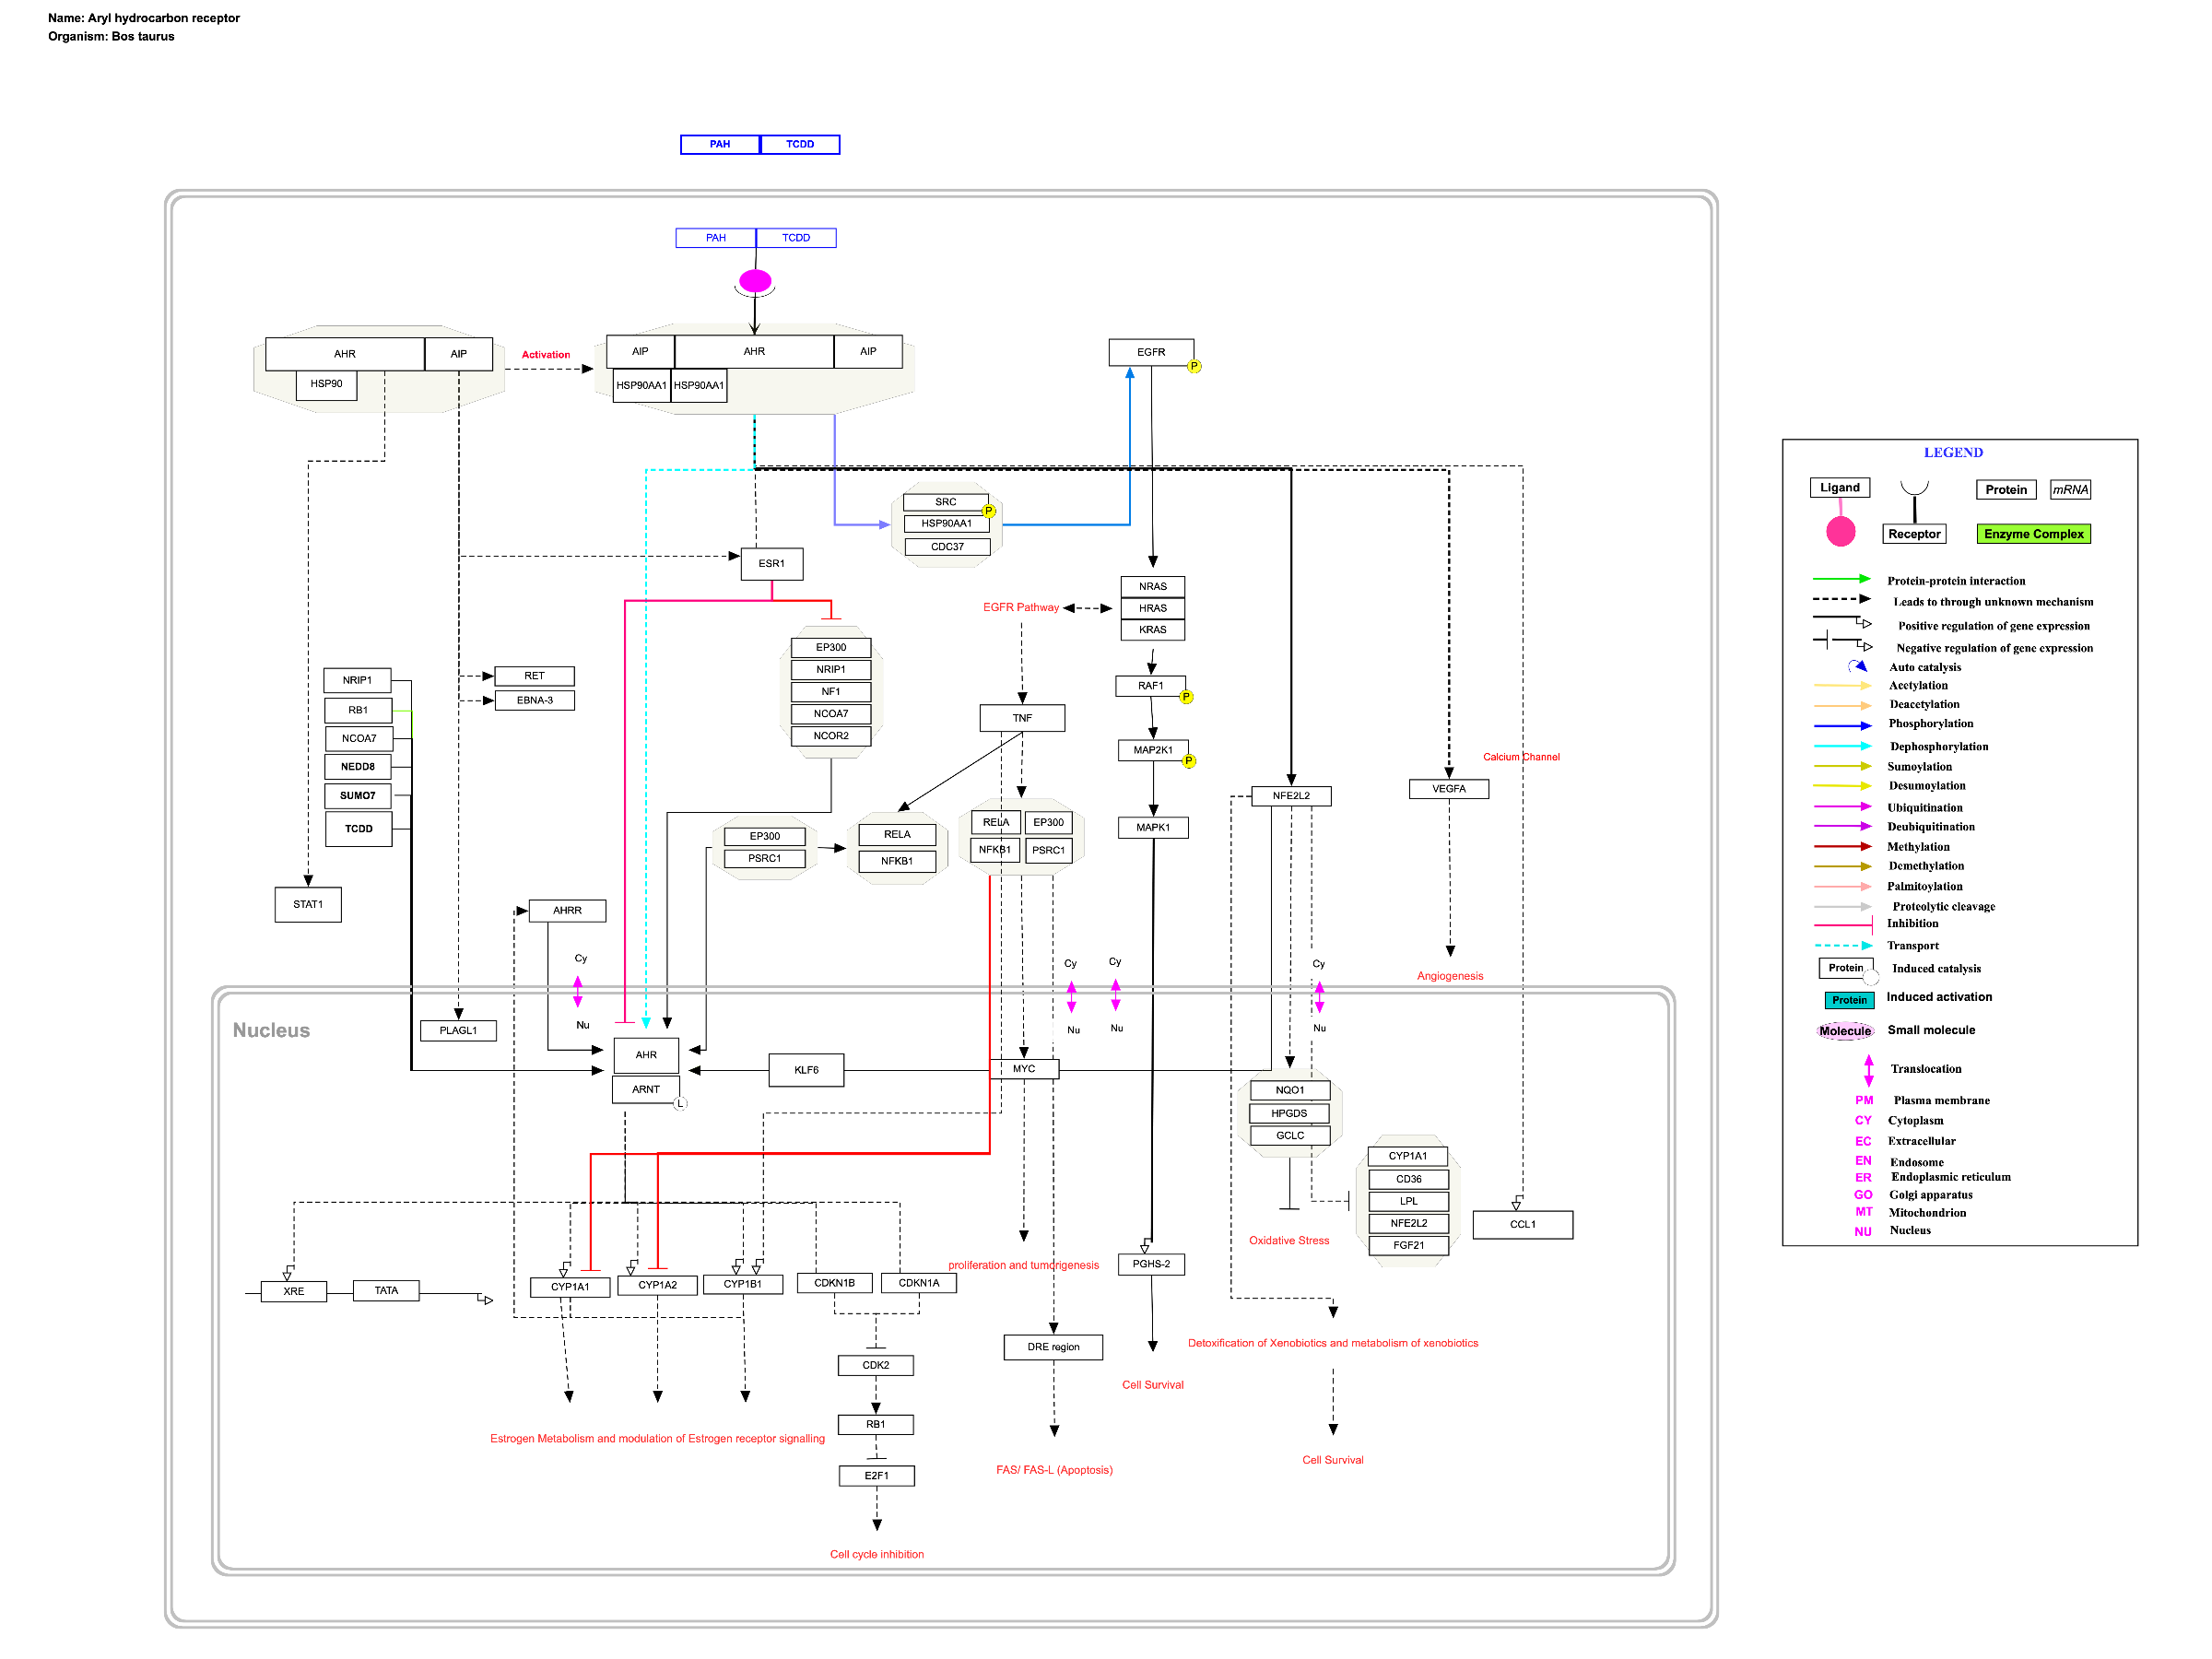 Name: Aryl hydrocarbon receptor
Organism: Bos taurus
PAH TCDD
PAH TCDD
AHR AIP
HSP90
Activation
AIP AHR AIP
HSP90AA1 HSP90AA1
EGFR
P
SRC
P
HSP90AA1
CDC37
ESR1
NRAS
EGFR Pathway
HRAS
KRAS
EP300
NRIP1
NF1
NCOA7
NCOR2
RET
EBNA-3
NRIP1
RB1
NCOA7
NEDD8
SUMO7
TCDD
RAF1
P
TNF
MAP2K1
P
Calcium Channel
NFE2L2
VEGFA
MAPK1
EP300
PSRC1
RELA
NFKB1
RELA EP300
NFKB1 PSRC1
STAT1
AHRR
Cy
Cy
Cy
Cy
Angiogenesis
Nucleus
Nu
Nu
Nu
Nu
PLAGL1
AHR
ARNT
L
KLF6
MYC
NQO1
HPGDS
GCLC
CYP1A1
CD36
LPL
NFE2L2
FGF21
CCL1
Oxidative Stress
proliferation and tumorigenesis
PGHS-2
XRE TATA
CYP1A1 CYP1A2 CYP1B1 CDKN1B CDKN1A
DRE region
Detoxification of Xenobiotics and metabolism of xenobiotics
CDK2
Cell Survival
RB1
Estrogen Metabolism and modulation of Estrogen receptor signalling
E2F1
FAS/ FAS-L (Apoptosis)
Cell Survival
Cell cycle inhibition
LEGEND
Ligand
Protein mRNA
Receptor
Enzyme Complex
Protein-protein interaction
Leads to through unknown mechanism
Positive regulation of gene expression
Negative regulation of gene expression
Auto catalysis
Acetylation
Deacetylation
Phosphorylation
Dephosphorylation
Sumoylation
Desumoylation
Ubiquitination
Deubiquitination
Methylation
Demethylation
Palmitoylation
Proteolytic cleavage
Inhibition
Transport
Protein Induced catalysis
Protein Induced activation
Molecule Small molecule
Translocation
PM Plasma membrane
CY Cytoplasm
EC Extracellular
EN Endosome
ER Endoplasmic reticulum
GO Golgi apparatus
MT Mitochondrion
NU Nucleus